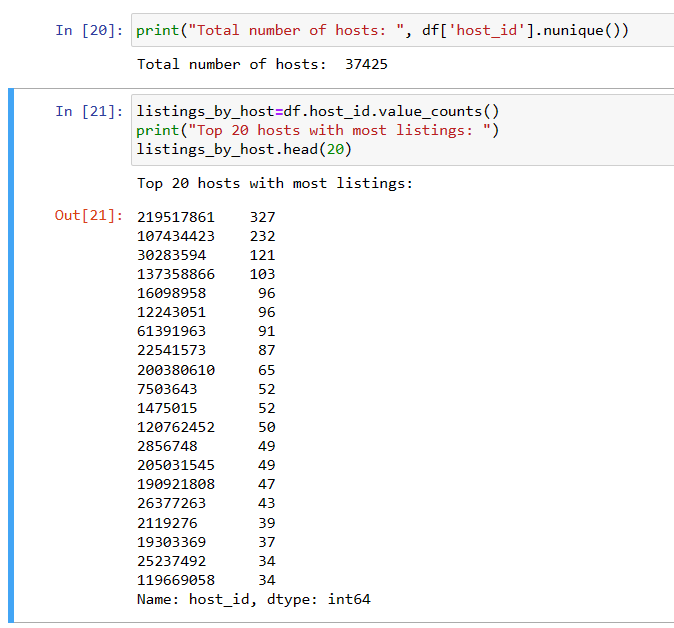 In [20]: print("Total number of hosts: ", df['host_id'].nunique())
Total number of hosts:  37425
In [21]: listings_by_host=df.host_id.value_counts()
print("Top 20 hosts with most listings: ")
listings_by_host.head(20)
Top 20 hosts with most listings:
Out[21]: 219517861    327
107434423    232
30283594     121
137358866    103
16098958      96
12243051      96
61391963      91
22541573      87
200380610     65
7503643       52
1475015       52
120762452     50
2856748       49
205031545     49
190921808     47
26377263      43
2119276       39
19303369      37
25237492      34
119669058     34
Name: host_id, dtype: int64